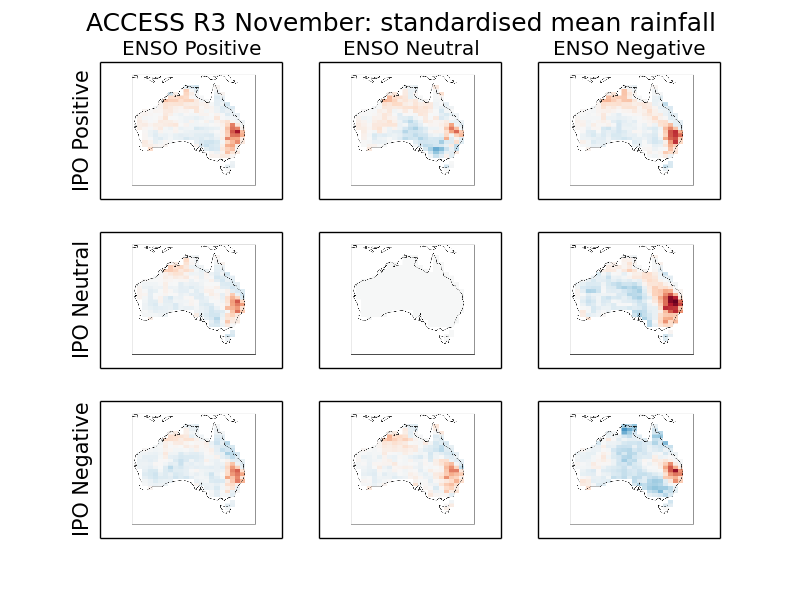 ACCESS R3 November: standardised mean rainfall
ENSO Positive
ENSO Neutral
ENSO Negative
IPO Positive
IPO Neutral
IPO Negative